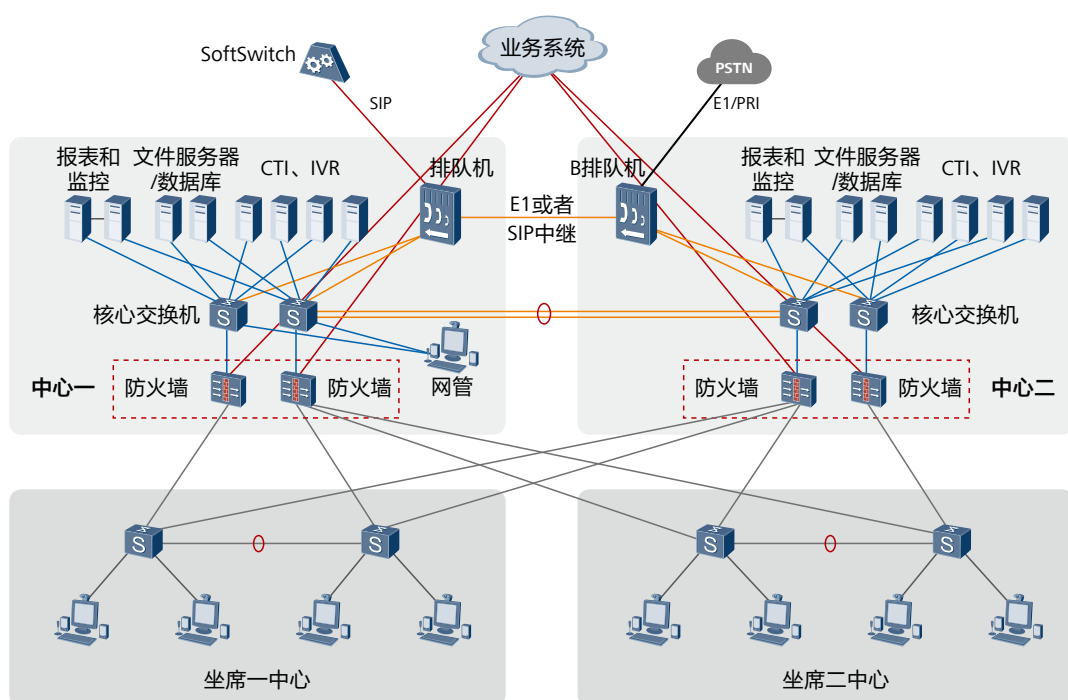 SoftSwitch
业务系统
PSTN
SIP
E1/PRI
报表和
监控
文件服务器
/数据库
CTI、IVR
排队机
E1或者
SIP中继
B排队机
报表和
监控
文件服务器
/数据库
CTI、IVR
核心交换机
S
S
S
S
核心交换机
网管
中心一
防火墙
防火墙
防火墙
防火墙
中心二
S
S
S
S
坐席一中心
坐席二中心